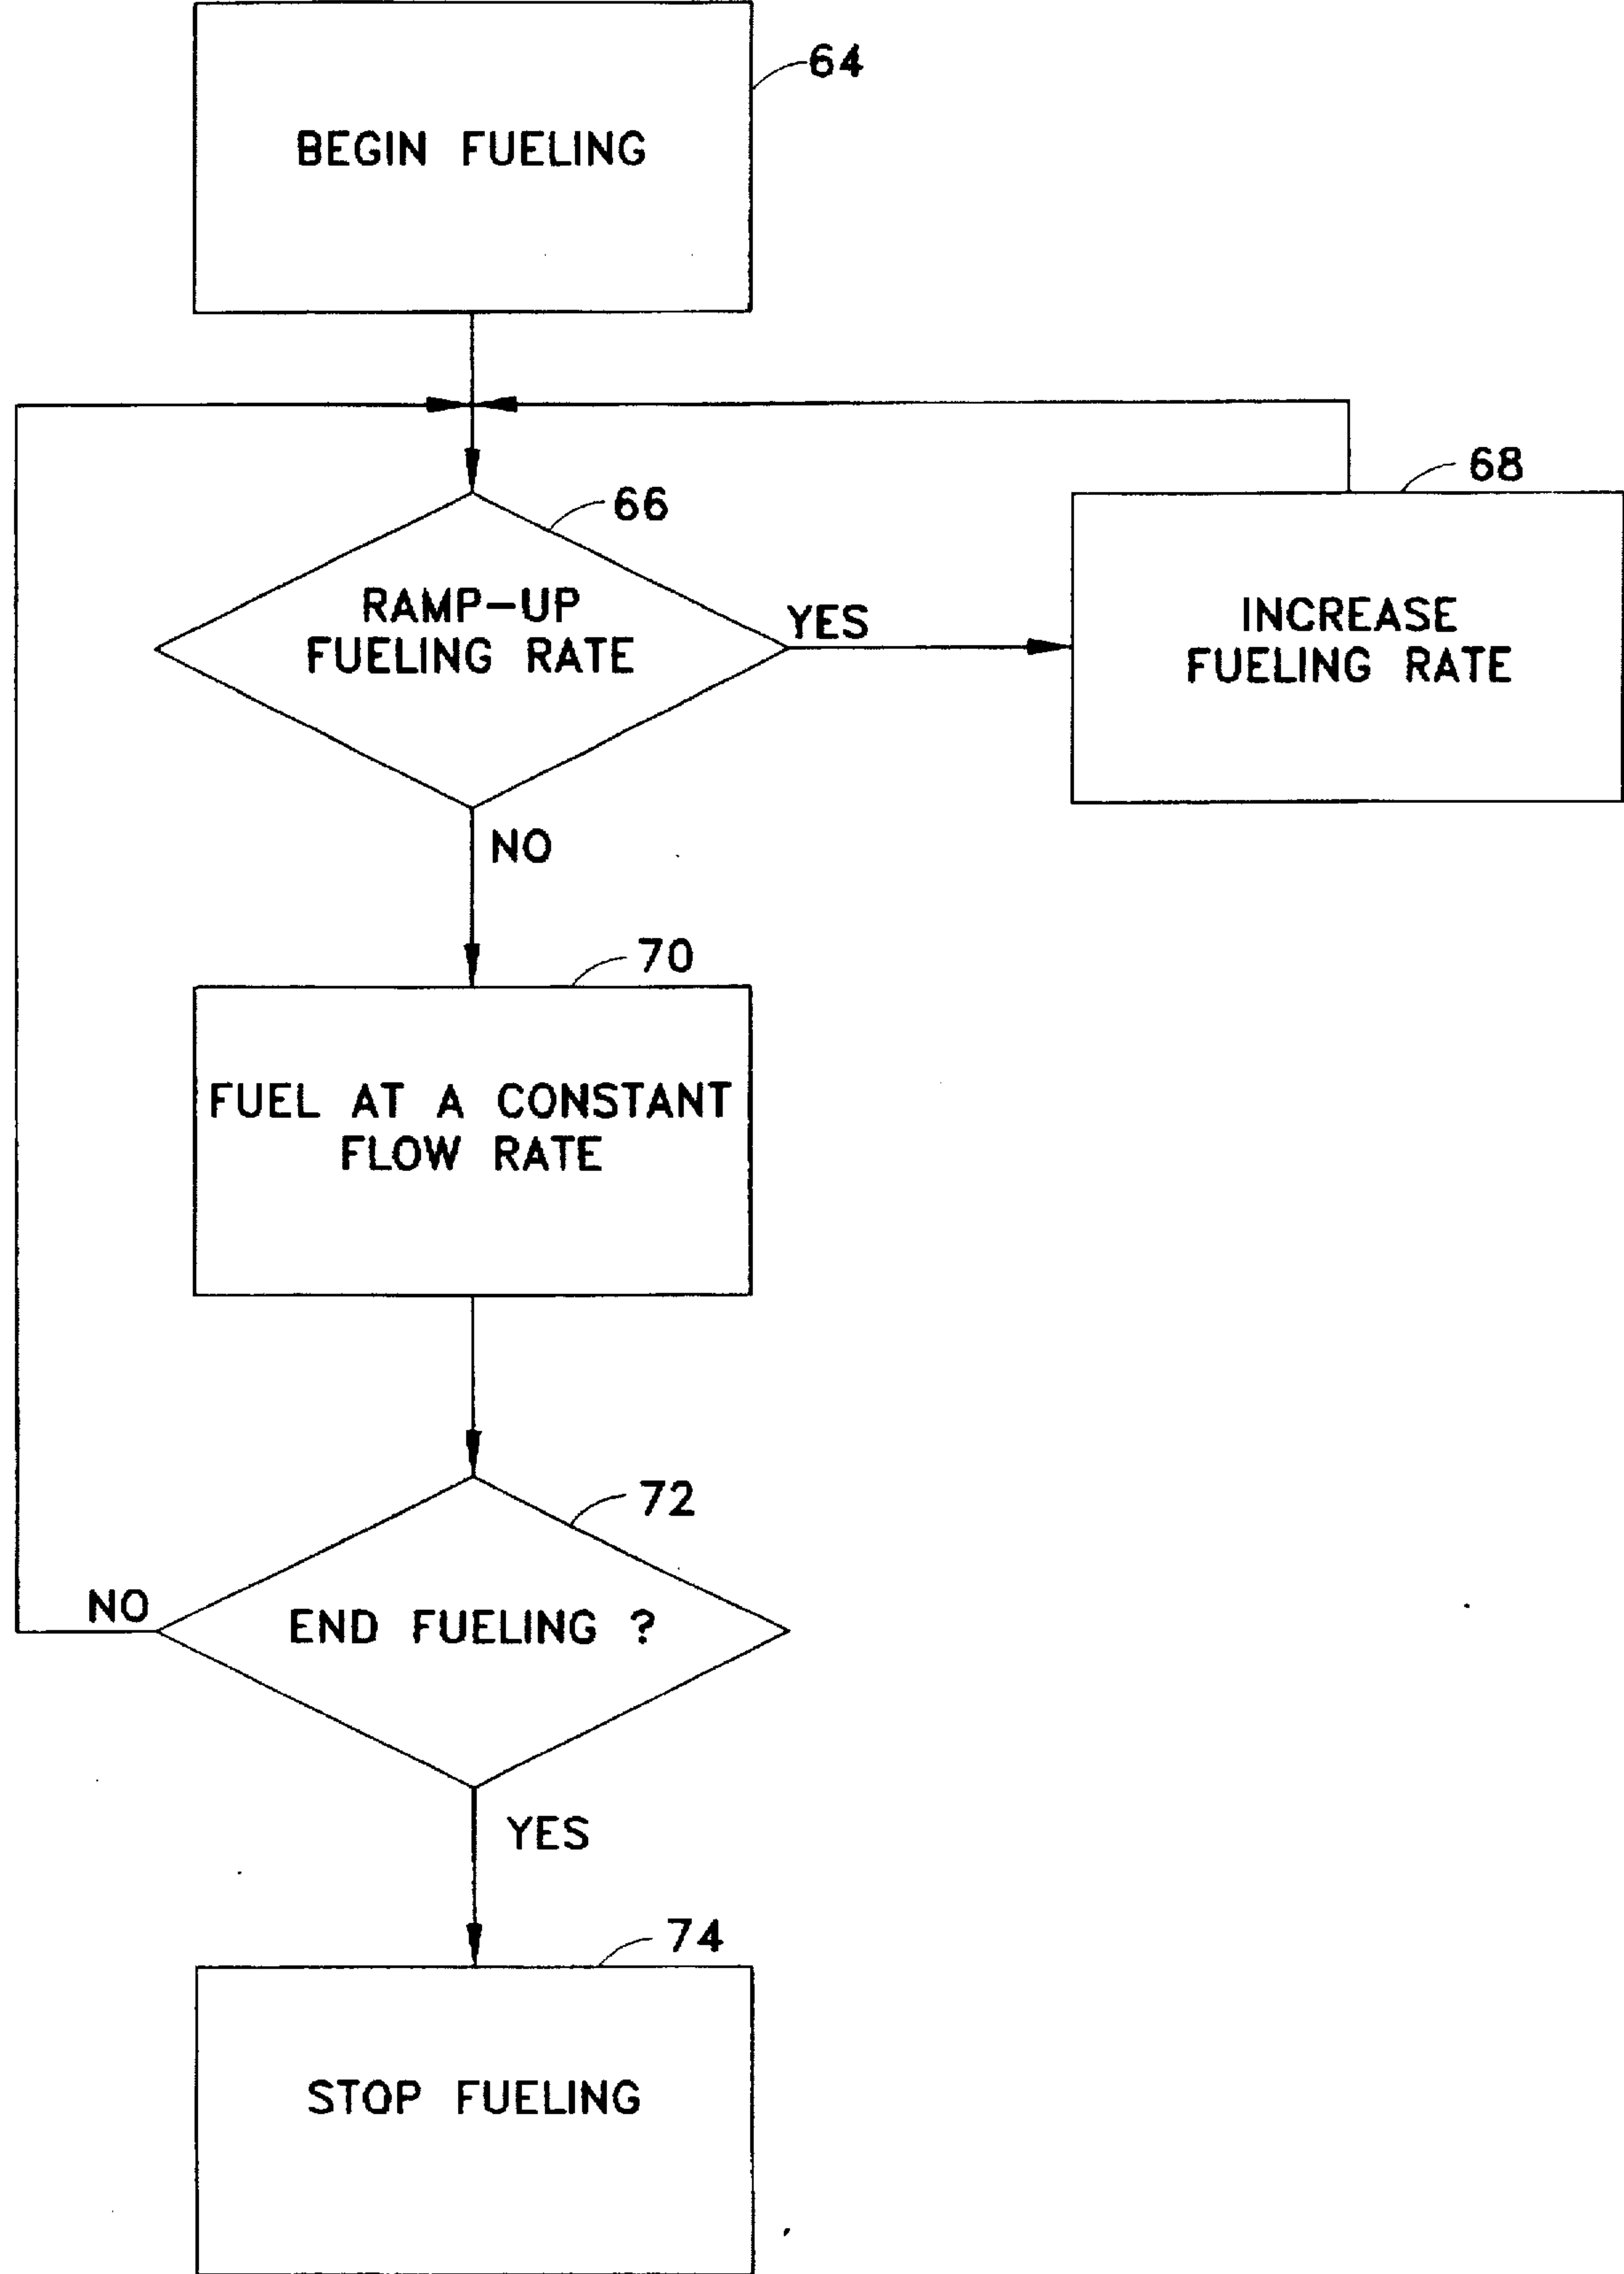 64
BEGIN FUELING
68
66
RAMP-UP
FUELING RATE
YES
INCREASE
FUELING RATE
NO
70
FUEL AT A CONSTANT
FLOW RATE
72
NO
END FUELING ?
YES
74
STOP FUELING